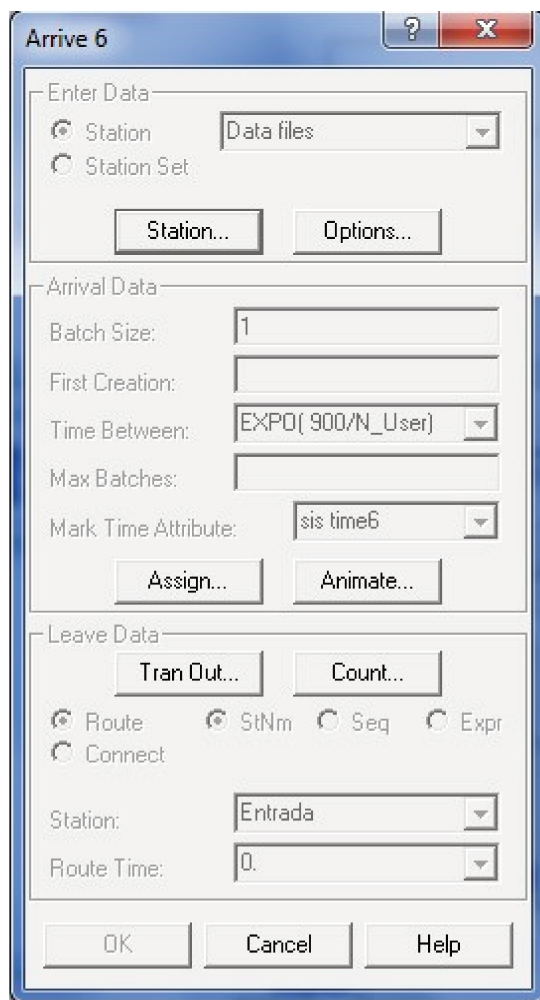 Arrive 6
?
X
Enter Data
Station
Data files
Station Set
Station...
Options...
Arrival Data
Batch Size:
1
First Creation:
Time Between:
EXPO( 900/N_User)
Max Batches:
Mark Time Attribute:
sis time6
Assign...
Animate...
Leave Data
Tran Out...
Count...
Route
StNm
Seq
Expr
Connect
Station:
Entrada
Route Time:
0.
OK
Cancel
Help